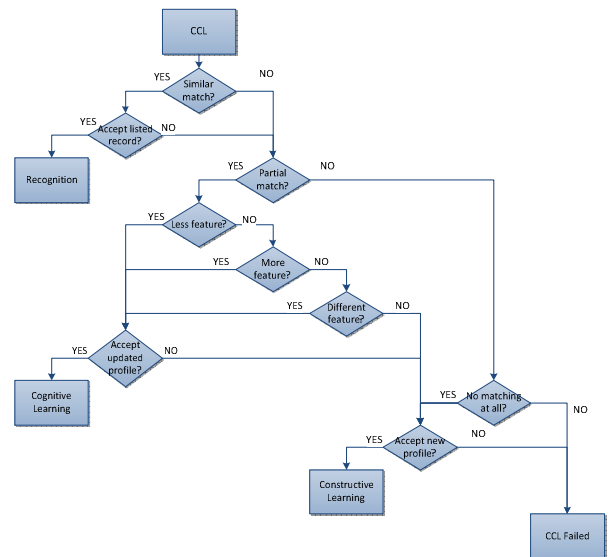 CCL
YES
NO
Similar
match?
YES
Accept listed
record?
NO
Recognition
YES
Partial
match?
NO
YES
Less feature?
NO
YES
More
feature?
NO
YES
Different
feature?
NO
YES
Accept
updated
profile?
NO
Cognitive
Learning
YES
No matching
at all?
NO
YES
Accept new
profile?
NO
Constructive
Learning
CCL Failed